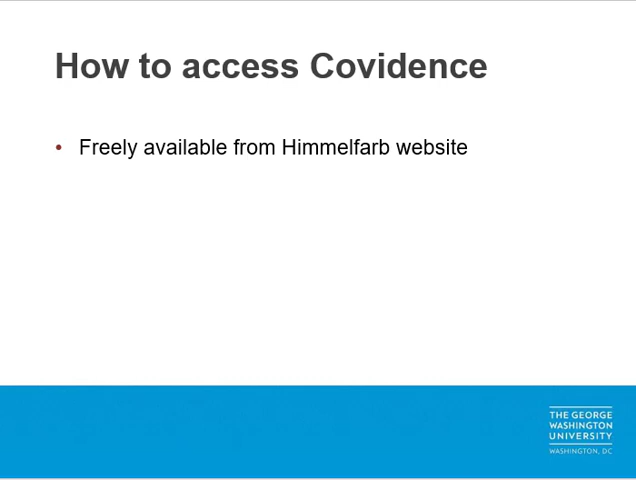 How to access Covidence
• Freely available from Himmelfarb website
THE GEORGE
WASHINGTON
UNIVERSITY
WASHINGTON, DC